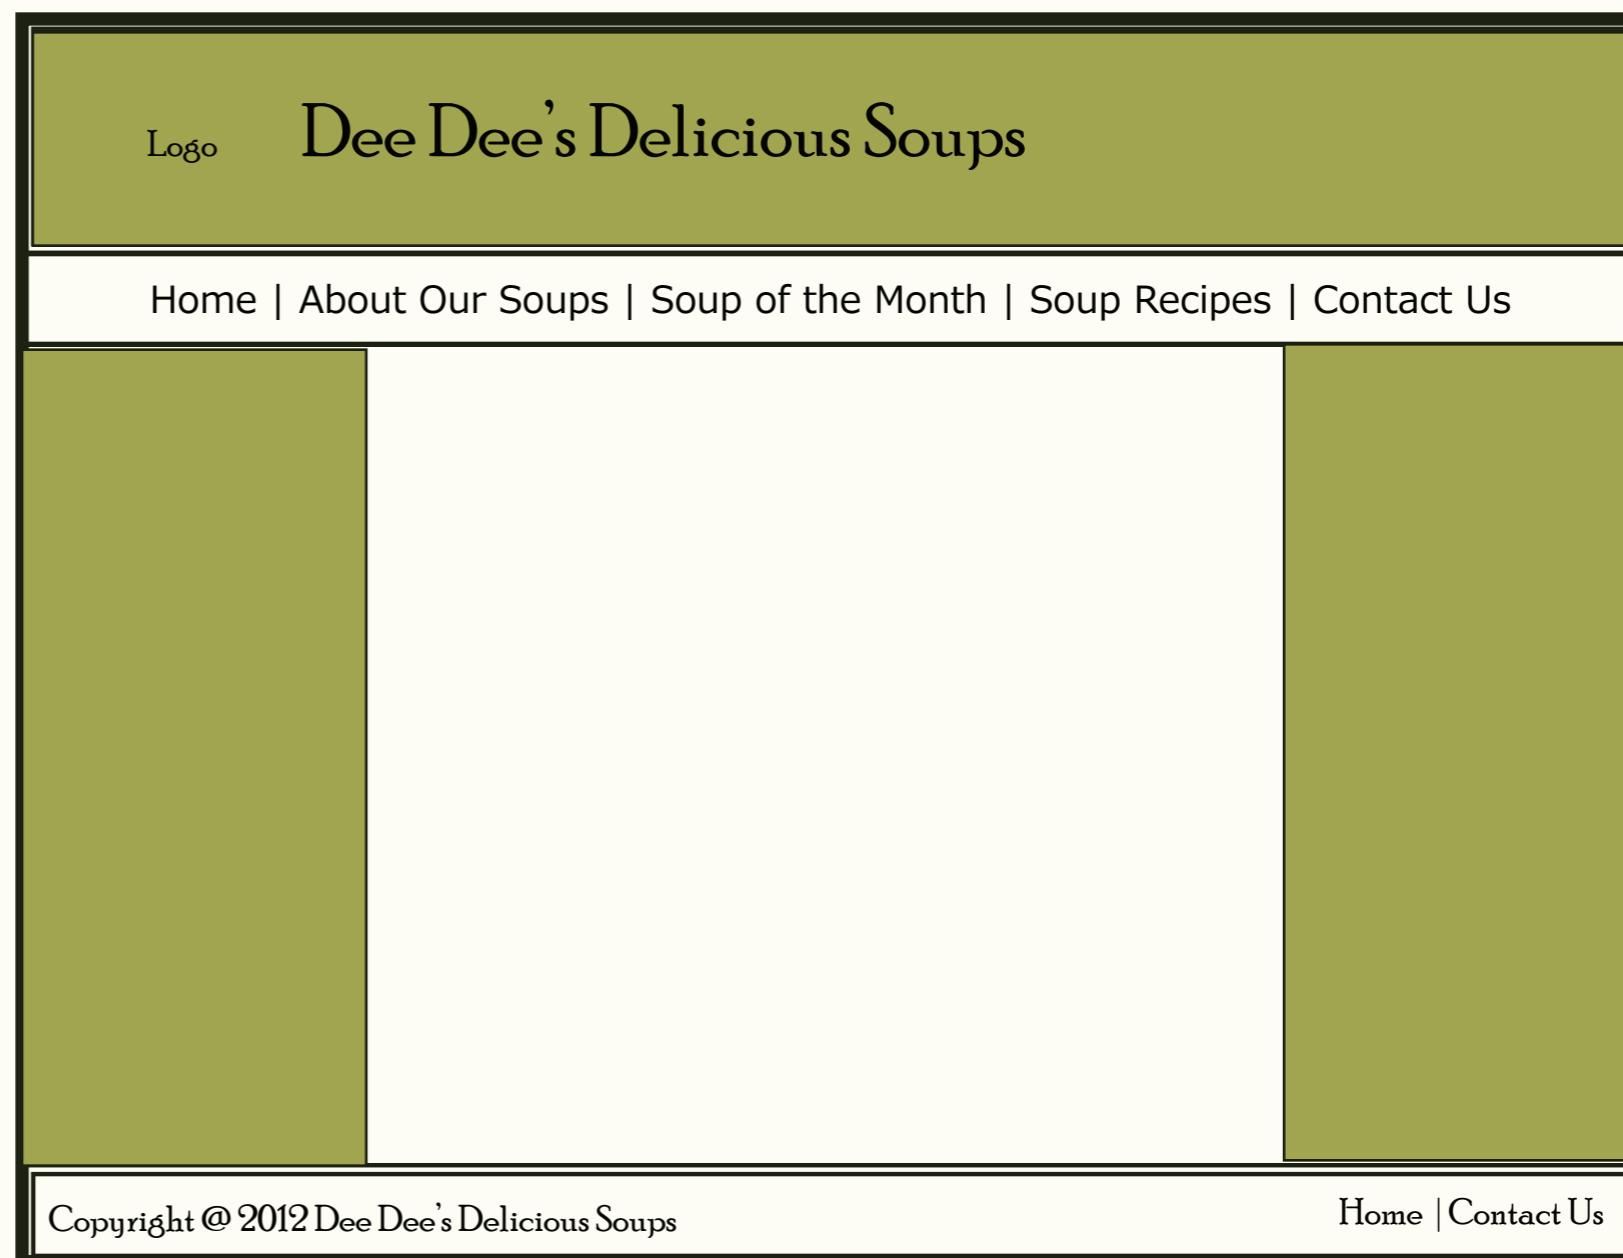 Logo
Dee Dee’s Delicious Soups
Home | About Our Soups | Soup of the Month | Soup Recipes | Contact Us
Copyright @ 2012 Dee Dee’s Delicious Soups
Home | Contact Us